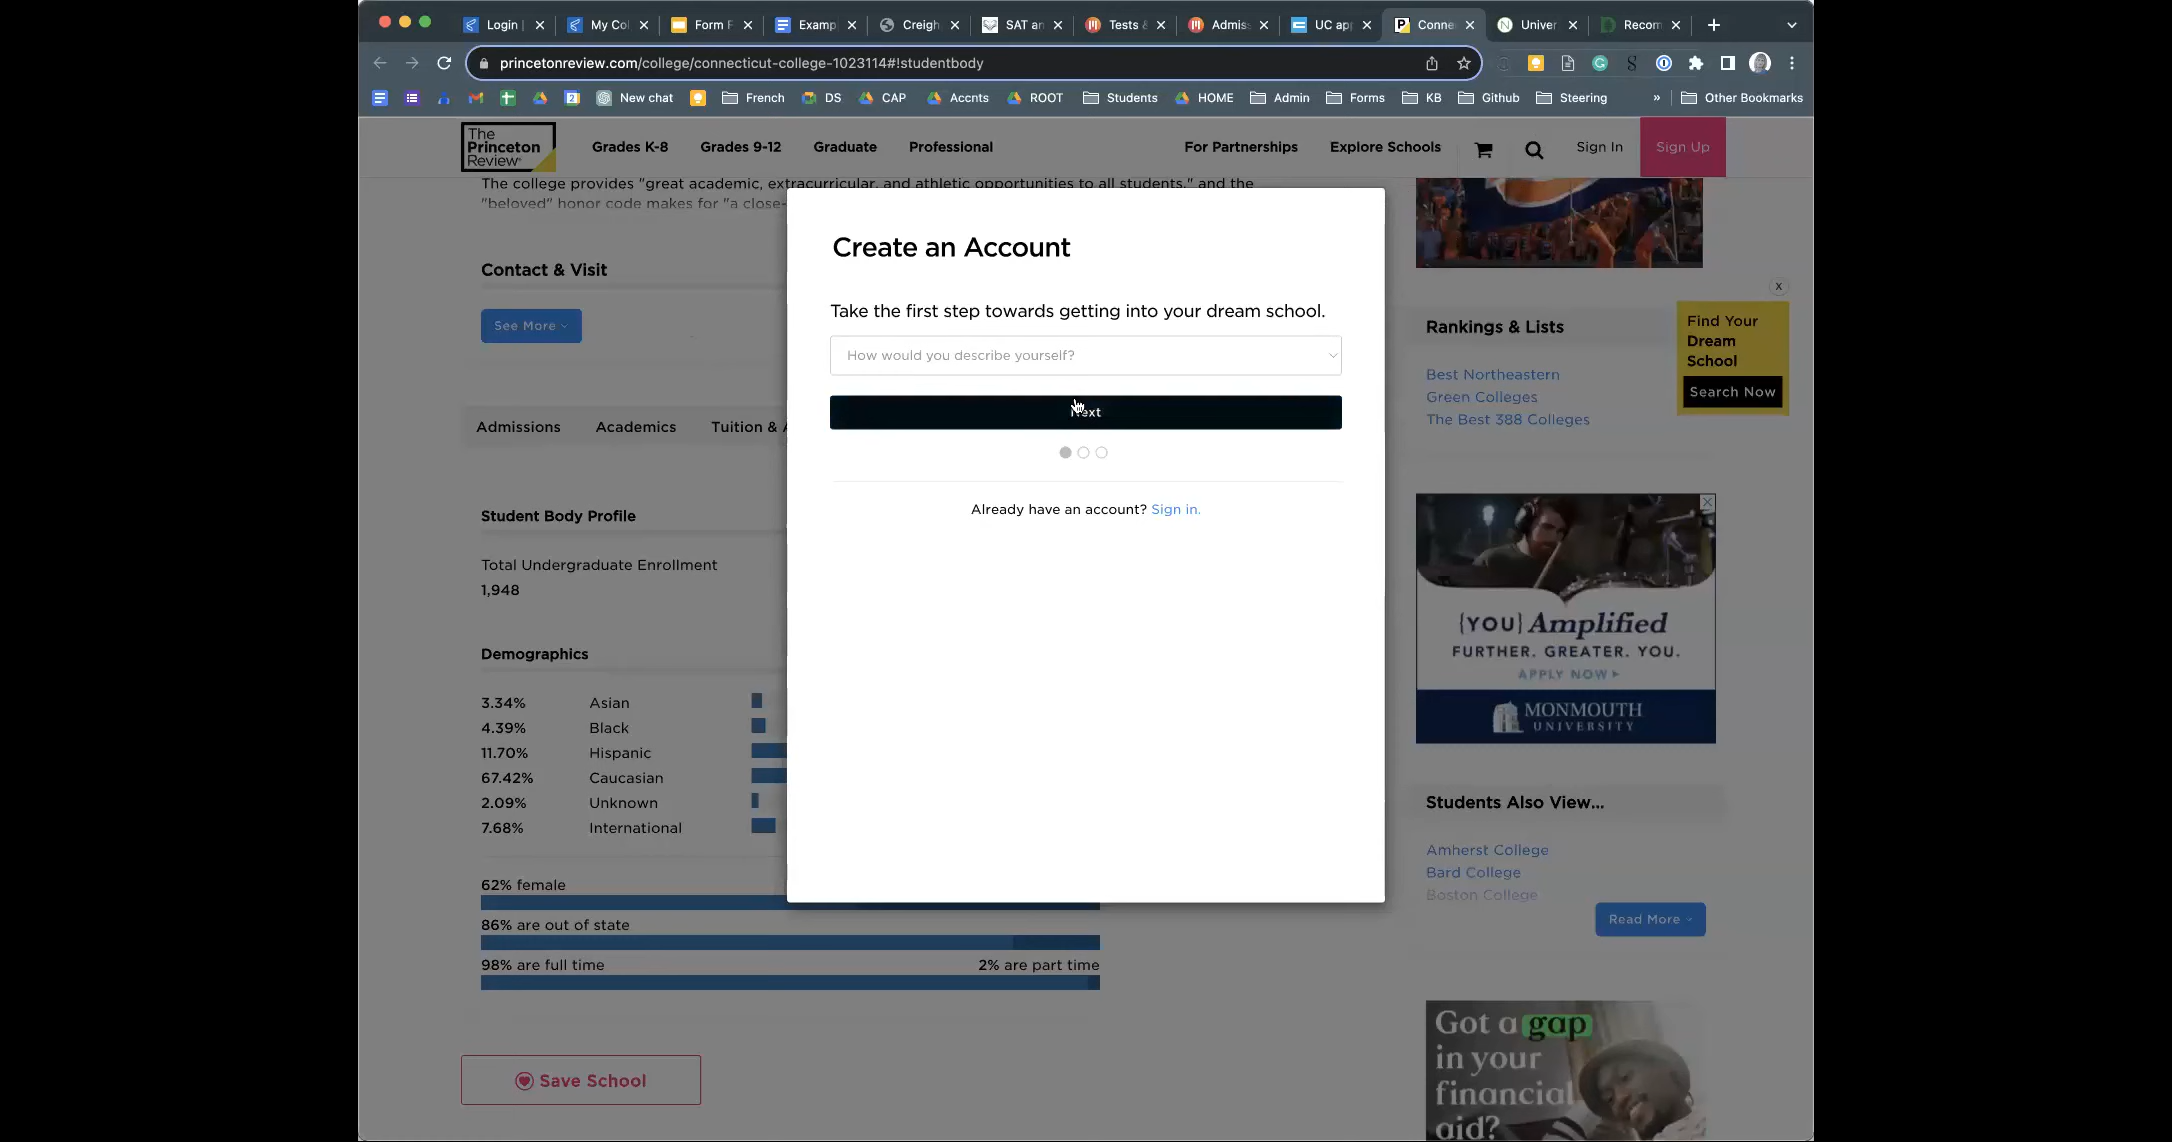 Login |
My Col
Form F
Examp
Creigh
SAT an
Tests &
Admiss
UC app
Conne
Univer
Recom
princetonreview.com/college/connecticut-college-1023114#!studentbody
New chat
French
DS
CAP
Accnts
ROOT
Students
HOME
Admin
Forms
KB
Github
Steering
»
Other Bookmarks
The
Princeton
Review
Grades K-8
Grades 9-12
Graduate
Professional
For Partnerships
Explore Schools
Sign In
Sign Up
The college provides "great academic, extracurricular, and athletic opportunities to all students," and the
"beloved" honor code makes for "a close-
Contact & Visit
See More
Admissions
Academics
Tuition & A
Student Body Profile
Total Undergraduate Enrollment
1,948
Demographics
3.34% Asian
4.39% Black
11.70% Hispanic
67.42% Caucasian
2.09% Unknown
7.68% International
62% female
86% are out of state
98% are full time
2% are part time
Save School
Create an Account
Take the first step towards getting into your dream school.
How would you describe yourself?
Next
Already have an account? Sign in.
X
Find Your
Dream
School
Search Now
Rankings & Lists
Best Northeastern
Green Colleges
The Best 388 Colleges
{YOU} Amplified
FURTHER. GREATER. YOU.
APPLY NOW
MONMOUTH
UNIVERSITY
Students Also View...
Amherst College
Bard College
Boston College
Read More
Got a gap
in your
financial
aid?